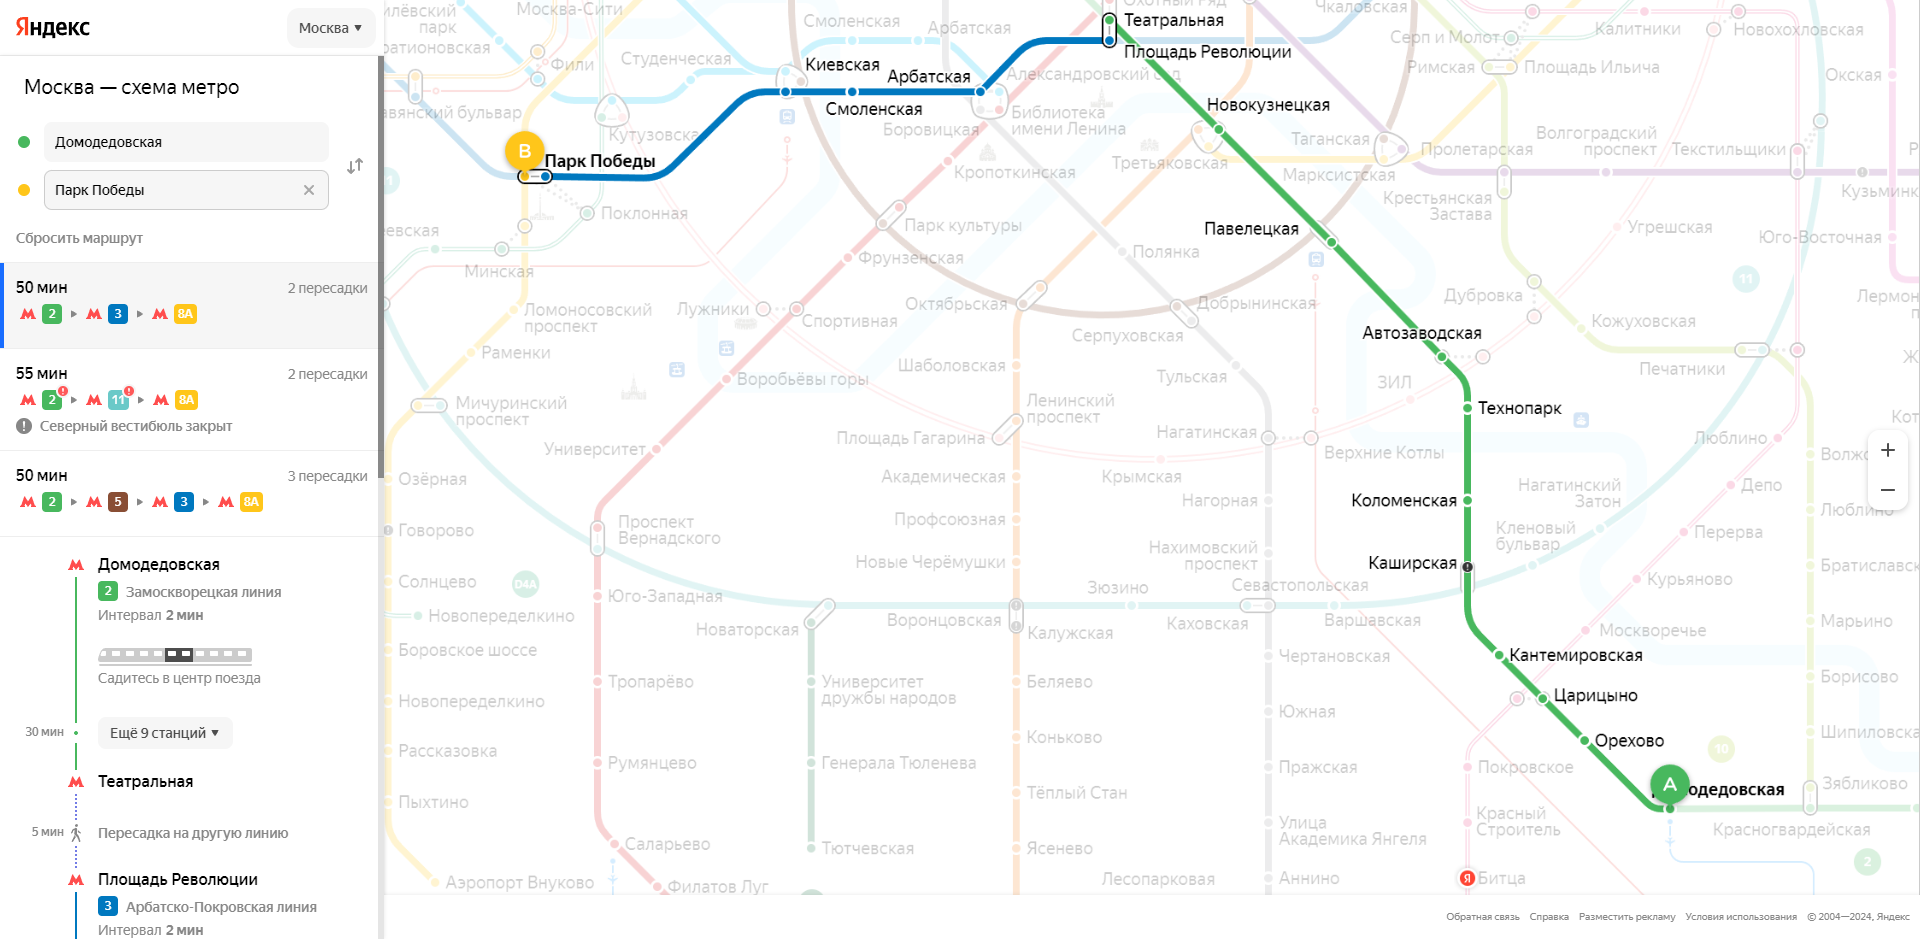 Яндекс
Москва
Москва — схема метро
Домодедовская
Парк Победы
Сбросить маршрут
50 мин
2 пересадки
2
3
8А
55 мин
2 пересадки
2
11
8А
Северный вестибюль закрыт
50 мин
3 пересадки
2
5
3
8А
Домодедовская
2 Замоскворецкая линия
Интервал 2 мин
Садитесь в центр поезда
30 мин
Ещё 9 станций
Театральная
5 мин
Пересадка на другую линию
Площадь Революции
3 Арбатско-Покровская линия
Интервал 2 мин
Москва-Сити
Смоленская
Арбатская
Охотный Ряд
Театральная
Площадь Революции
Чкаловская
Серп и Молот
Калитники
Новохохловская
Римская
Площадь Ильича
Окская
Фили
Студенческая
Киевская
Арбатская
Смоленская
Александровский сад
Библиотека
имени Ленина
Боровицкая
Кутузовская
Новокузнецкая
Третьяковская
Таганская
Марксистская
Пролетарская
Волгоградский
проспект
Текстильщики
Крестьянская
Застава
B
Парк Победы
Кропоткинская
Поклонная
Минская
Парк культуры
Фрунзенская
Полянка
Павелецкая
Угрешская
Юго-Восточная
11
Ломоносовский
проспект
Лужники
Спортивная
Октябрьская
Добрынинская
Серпуховская
Дубровка
Кожуховская
Автозаводская
Печатники
Раменки
Воробьёвы горы
Шаболовская
Тульская
ЗИЛ
Технопарк
Мичуринский
проспект
Ленинский
проспект
Университет
Площадь Гагарина
Нагатинская
Верхние Котлы
Люблино
Озёрная
Академическая
Крымская
Нагорная
Коломенская
Нагатинский
Затон
Депо
Говорово
Проспект
Вернадского
Профсоюзная
Кленовый
бульвар
Перерва
Новые Черёмушки
Нахимовский
проспект
Каширская
Солнцево
D4A
Зюзино
Севастопольская
Курьяново
Новопеределкино
Юго-Западная
Новаторская
Воронцовская
Калужская
Каховская
Варшавская
Москворечье
Марьино
Боровское шоссе
Чертановская
Кантемировская
Тропарёво
Университет
дружбы народов
Беляево
Царицыно
Борисово
Новопеределкино
Южная
Орехово
10
Рассказовка
Румянцево
Генерала Тюленева
Коньково
Пражская
Покровское
A
Пыхтино
Тёплый Стан
Улица
Академика Янгеля
Красный
Строитель
Зябликово
Красногвардейская
Саларьево
Тютчевская
Ясенево
2
Аэропорт Внуково
Филатов Луг
Лесопарковая
Аннино
Битца
Обратная связь Справка Разместить рекламу Условия использования © 2004—2024, Яндекс